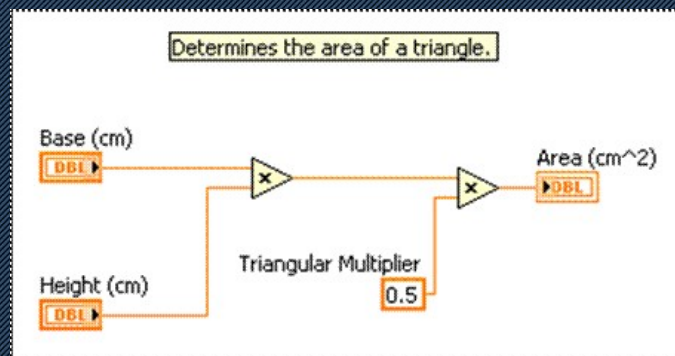 Determines the area of a triangle.
Base (cm)
DBL
×
×
Area (cm^2)
DBL
Triangular Multiplier
0.5
Height (cm)
DBL